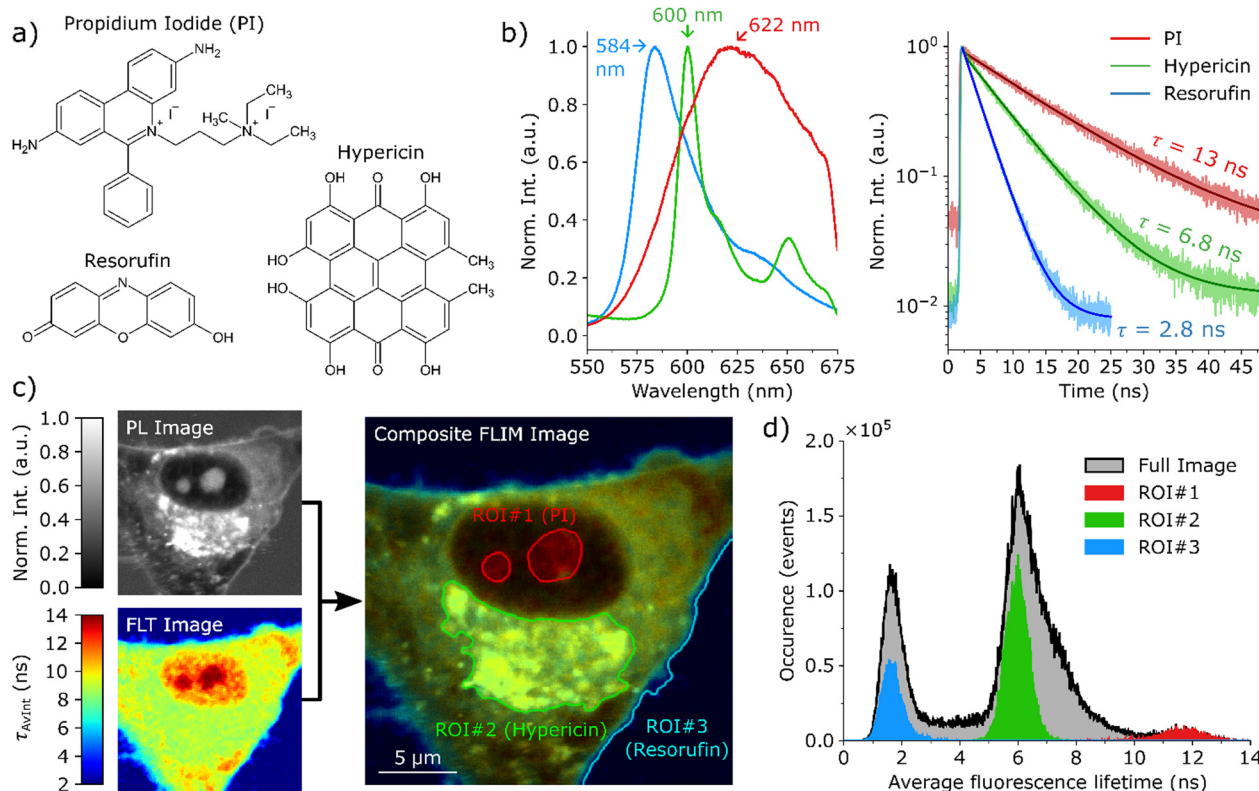 a)
Propidium Iodide (PI)
NH2
CH3
I− I−
N+ H3C N+
H2N
CH3
Hypericin
OH O OH
HO CH3
HO CH3
OH O OH
Resorufin
N
O O OH
b)
600 nm
584 nm
622 nm
Norm. Int. (a.u.)
1.0
0.8
0.6
0.4
0.2
0.0
550 575 600 625 650 675
Wavelength (nm)
PI
Hypericin
Resorufin
Norm. Int. (a.u.)
10^0
10^−1
10^−2
τ = 13 ns
τ = 6.8 ns
τ = 2.8 ns
0 5 10 15 20 25 30 35 40 45
Time (ns)
c)
Norm. Int. (a.u.)
1.0
0.8
0.6
0.4
0.2
0.0
PL Image
τAvInt (ns)
14
12
10
8
6
4
2
FLT Image
Composite FLIM Image
ROI#1 (PI)
ROI#2 (Hypericin)
ROI#3
(Resorufin)
5 μm
d)
×10^5
Occurence (events)
2.0
1.5
1.0
0.5
0.0
Full Image
ROI#1
ROI#2
ROI#3
0 2 4 6 8 10 12 14
Average fluorescence lifetime (ns)